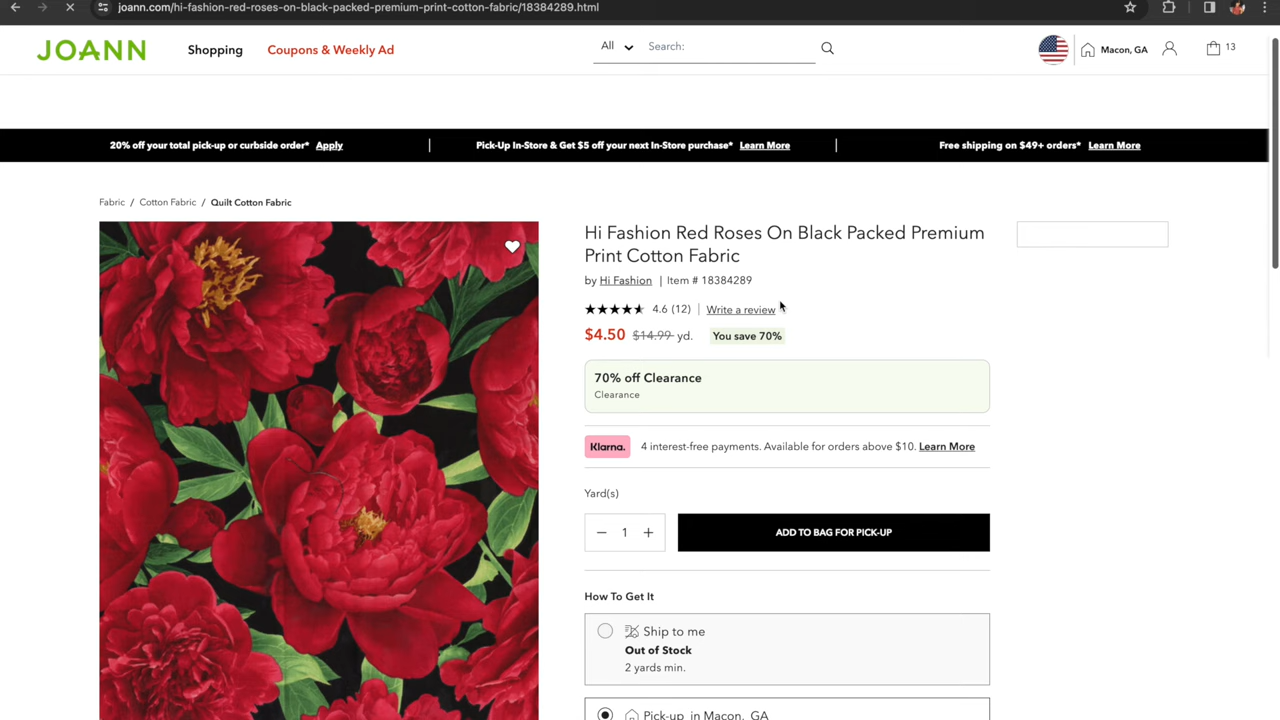 joann.com/hi-fashion-red-roses-on-black-packed-premium-print-cotton-fabric/18384289.html
JOANN Shopping Coupons & Weekly Ad All Search: Macon, GA 13
20% off your total pick-up or curbside order* Apply | Pick-Up In-Store & Get $5 off your next In-Store purchase* Learn More | Free shipping on $49+ orders* Learn More
Fabric / Cotton Fabric / Quilt Cotton Fabric
Hi Fashion Red Roses On Black Packed Premium
Print Cotton Fabric
by Hi Fashion | Item # 18384289
4.6 (12) | Write a review
$4.50 $14.99 yd. You save 70%
70% off Clearance
Clearance
Klarna. 4 interest-free payments. Available for orders above $10. Learn More
Yard(s)
− 1 + ADD TO BAG FOR PICK-UP
How To Get It
Ship to me
Out of Stock
2 yards min.
Pick-up in Macon, GA